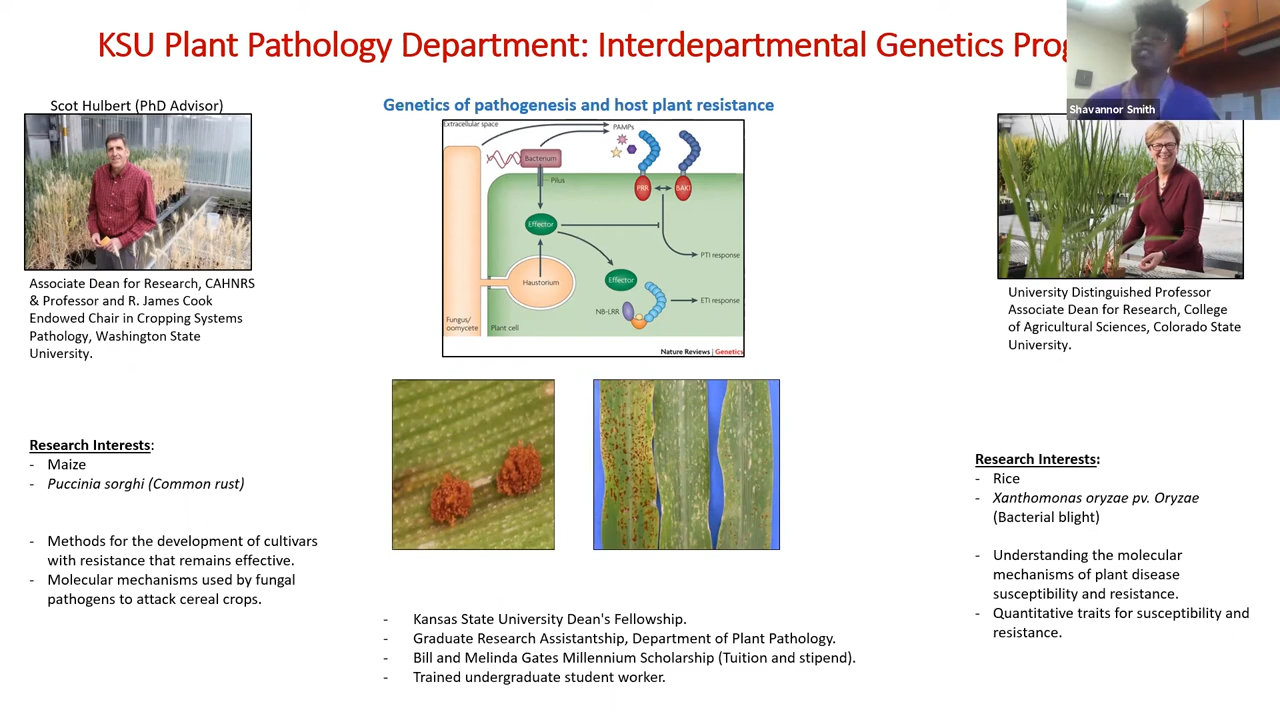 KSU Plant Pathology Department: Interdepartmental Genetics
Shavannor Smith
Scot Hulbert (PhD Advisor)
Associate Dean for Research, CAHNRS
& Professor and R. James Cook
Endowed Chair in Cropping Systems
Pathology, Washington State
University.
Research Interests:
- Maize
- Puccinia sorghi (Common rust)
- Methods for the development of cultivars
with resistance that remains effective.
- Molecular mechanisms used by fungal
pathogens to attack cereal crops.
Genetics of pathogenesis and host plant resistance
Extracellular space
PAMPs
Bacterium
Pilus
PRR
BAK1
Effector
PTI response
Haustorium
Effector
ETI response
NB-LRR
Fungus/
oomycete
Plant cell
Nature Reviews | Genetics
- Kansas State University Dean's Fellowship.
- Graduate Research Assistantship, Department of Plant Pathology.
- Bill and Melinda Gates Millennium Scholarship (Tuition and stipend).
- Trained undergraduate student worker.
University Distinguished Professor
Associate Dean for Research, College
of Agricultural Sciences, Colorado State
University.
Research Interests:
- Rice
- Xanthomonas oryzae pv. Oryzae
(Bacterial blight)
- Understanding the molecular
mechanisms of plant disease
susceptibility and resistance.
- Quantitative traits for susceptibility and
resistance.